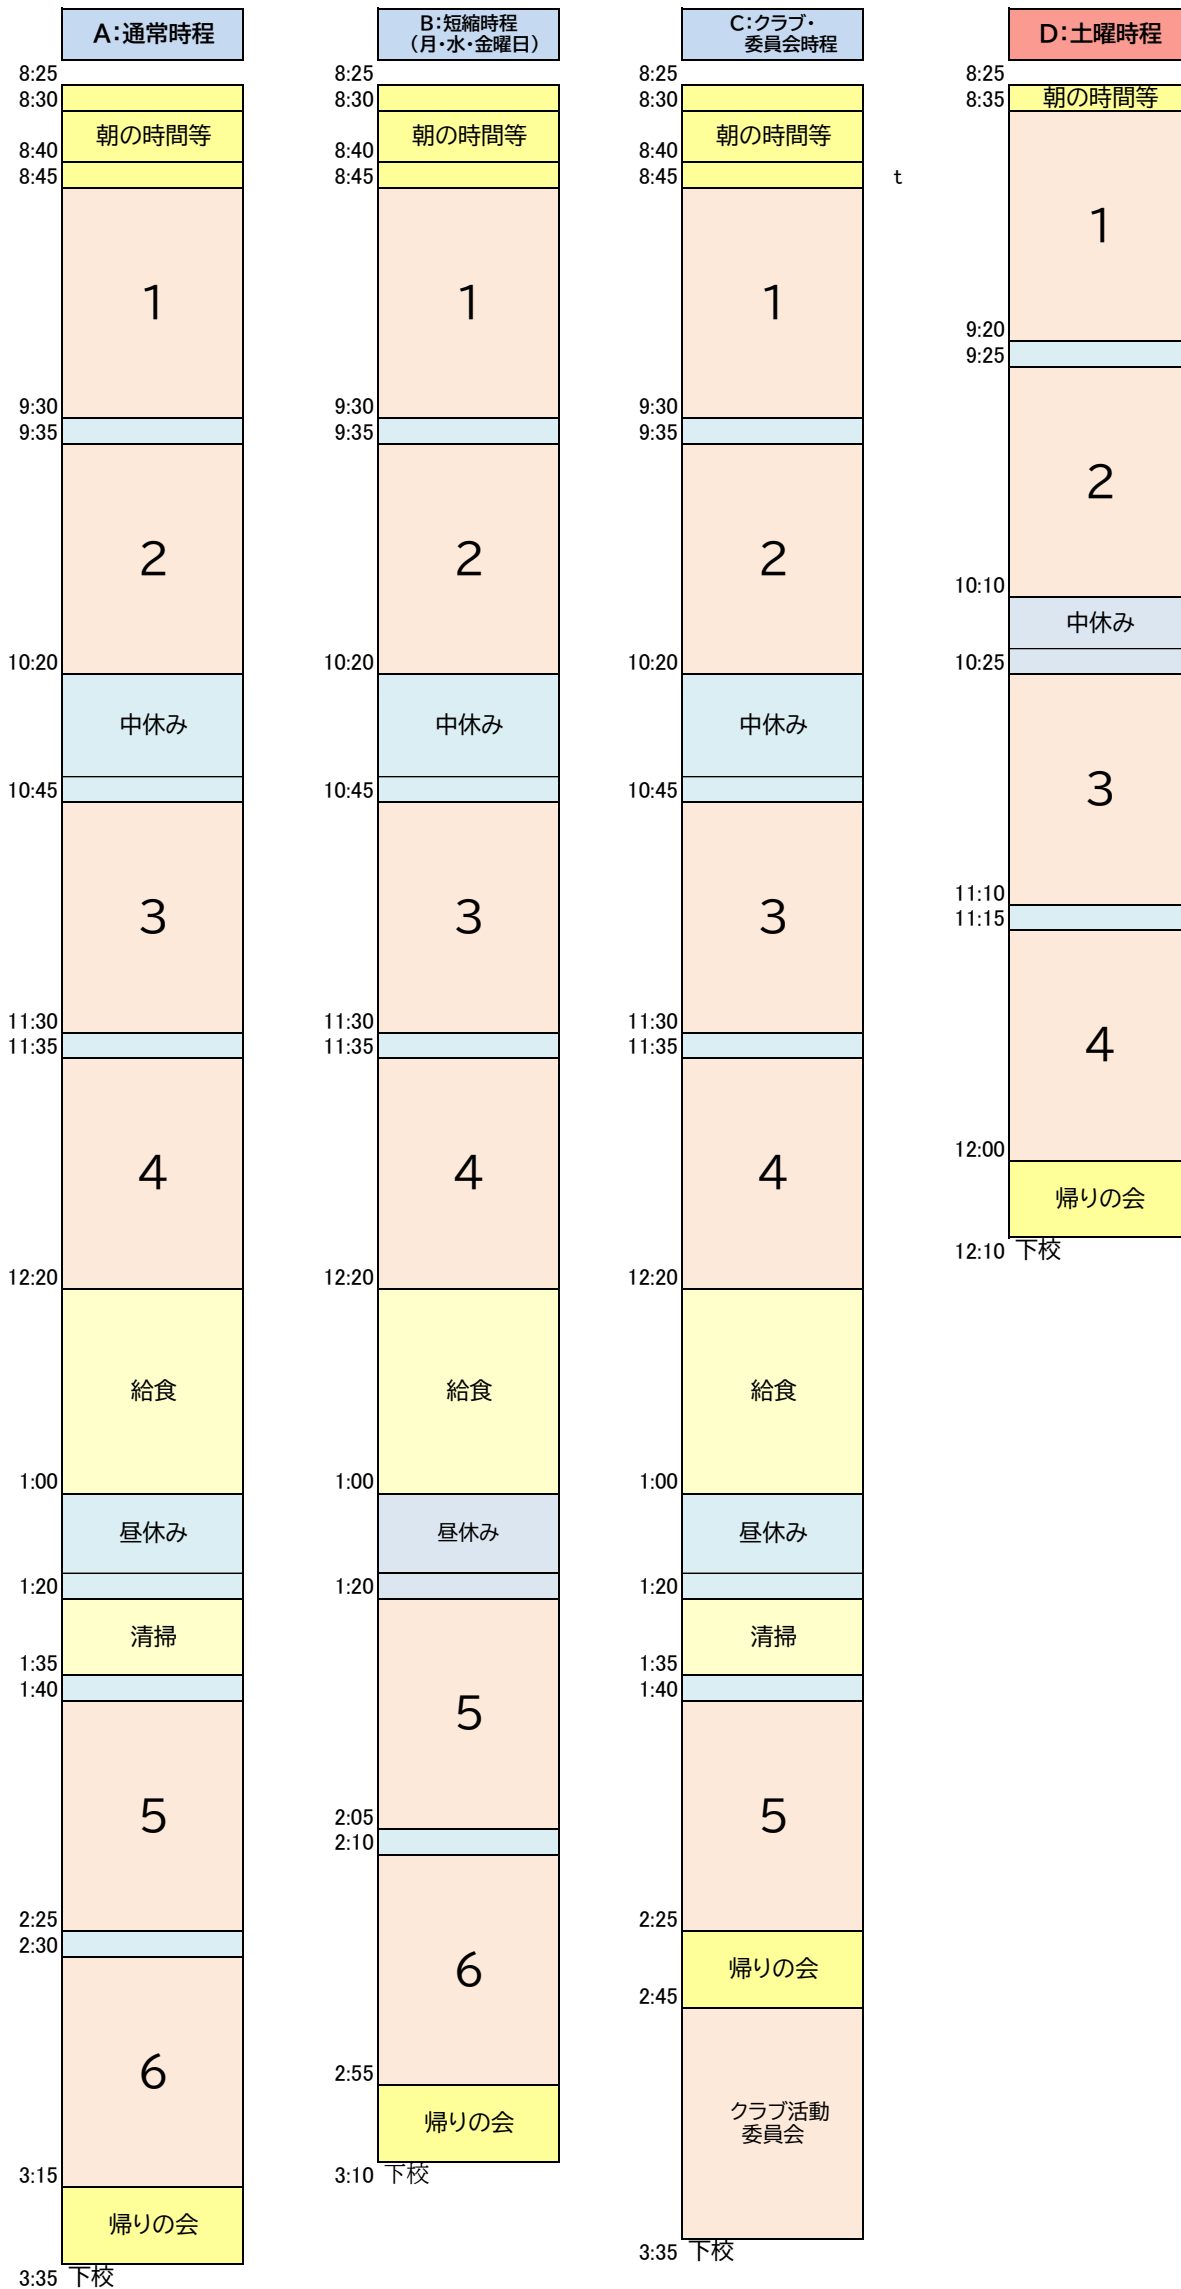 A：通常時程
8:25
8:30
朝の時間等
8:40
8:45
1
9:30
9:35
2
10:20
中休み
10:45
3
11:30
11:35
4
12:20
給食
1:00
昼休み
1:20
清掃
1:35
1:40
5
2:25
2:30
6
3:15
帰りの会
3:35 下校
B：短縮時程
（月・水・金曜日）
8:25
8:30
朝の時間等
8:40
8:45
1
9:30
9:35
2
10:20
中休み
10:45
3
11:30
11:35
4
12:20
給食
1:00
昼休み
1:20
5
2:05
2:10
6
2:55
帰りの会
3:10 下校
C：クラブ・
委員会時程
8:25
8:30
朝の時間等
8:40
8:45
1
9:30
9:35
2
10:20
中休み
10:45
3
11:30
11:35
4
12:20
給食
1:00
昼休み
1:20
清掃
1:35
1:40
5
2:25
帰りの会
2:45
クラブ活動
委員会
3:35 下校
t
D：土曜時程
8:25
8:35
朝の時間等
1
9:20
9:25
2
10:10
中休み
10:25
3
11:10
11:15
4
12:00
帰りの会
12:10 下校